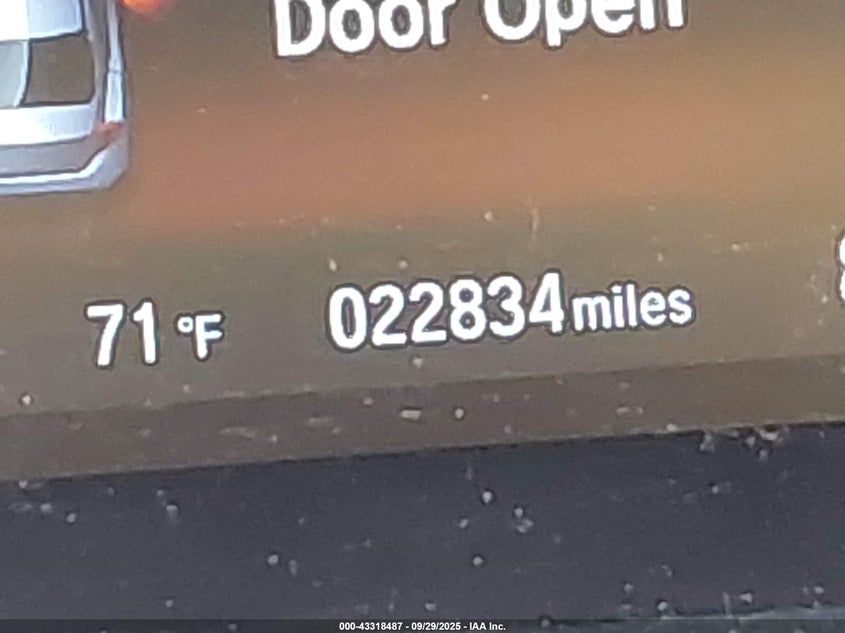 Door Open
71 °F 022834 miles
000-43318487 - 09/29/2025 - IAA Inc.